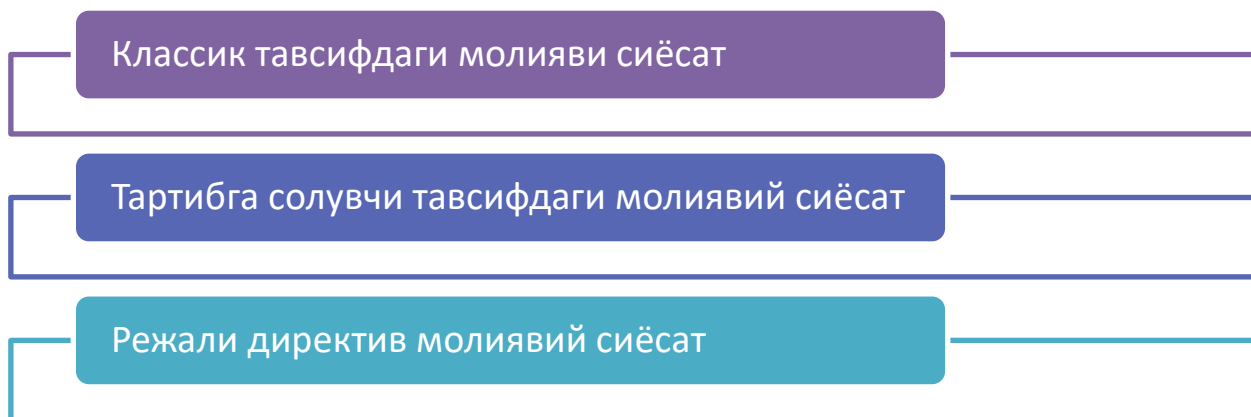 Классик тавсифдаги молияви сиёсат
Тартибга солувчи тавсифдаги молиявий сиёсат
Режали директив молиявий сиёсат